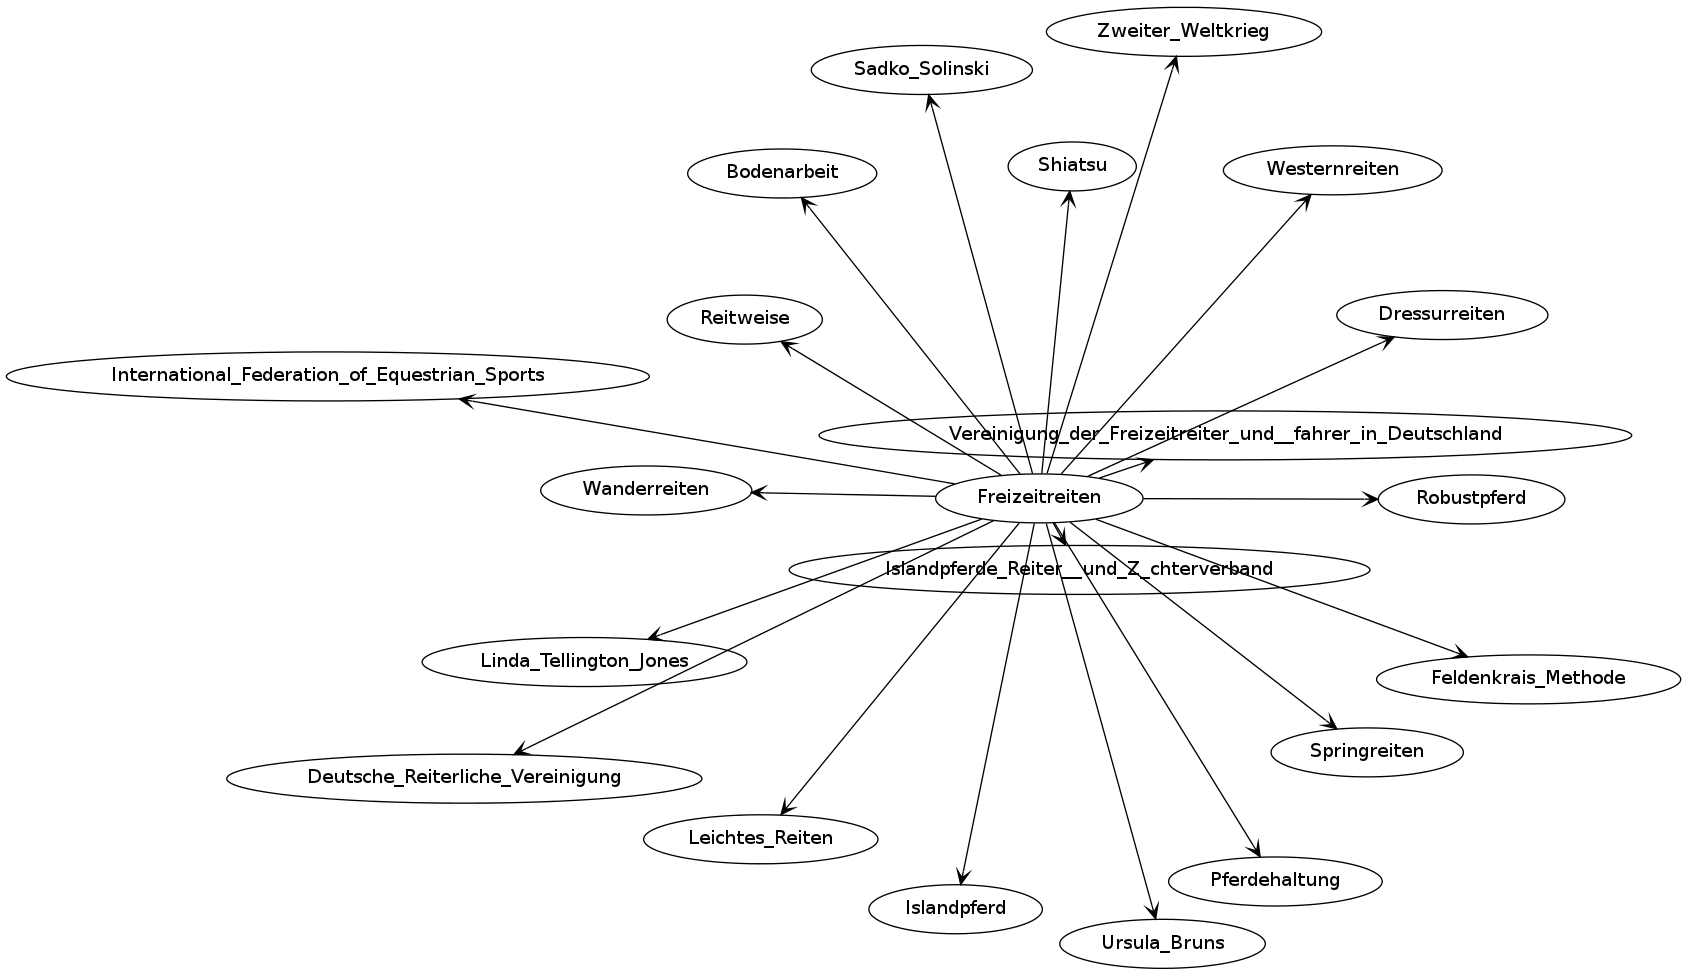 Zweiter_Weltkrieg
Sadko_Solinski
Shiatsu
Bodenarbeit
Westernreiten
Reitweise
Dressurreiten
International_Federation_of_Equestrian_Sports
Vereinigung_der_Freizeitreiter_und__fahrer_in_Deutschland
Wanderreiten
Freizeitreiten
Robustpferd
Islandpferde_Reiter__und_Z_chterverband
Linda_Tellington_Jones
Feldenkrais_Methode
Springreiten
Deutsche_Reiterliche_Vereinigung
Leichtes_Reiten
Pferdehaltung
Islandpferd
Ursula_Bruns